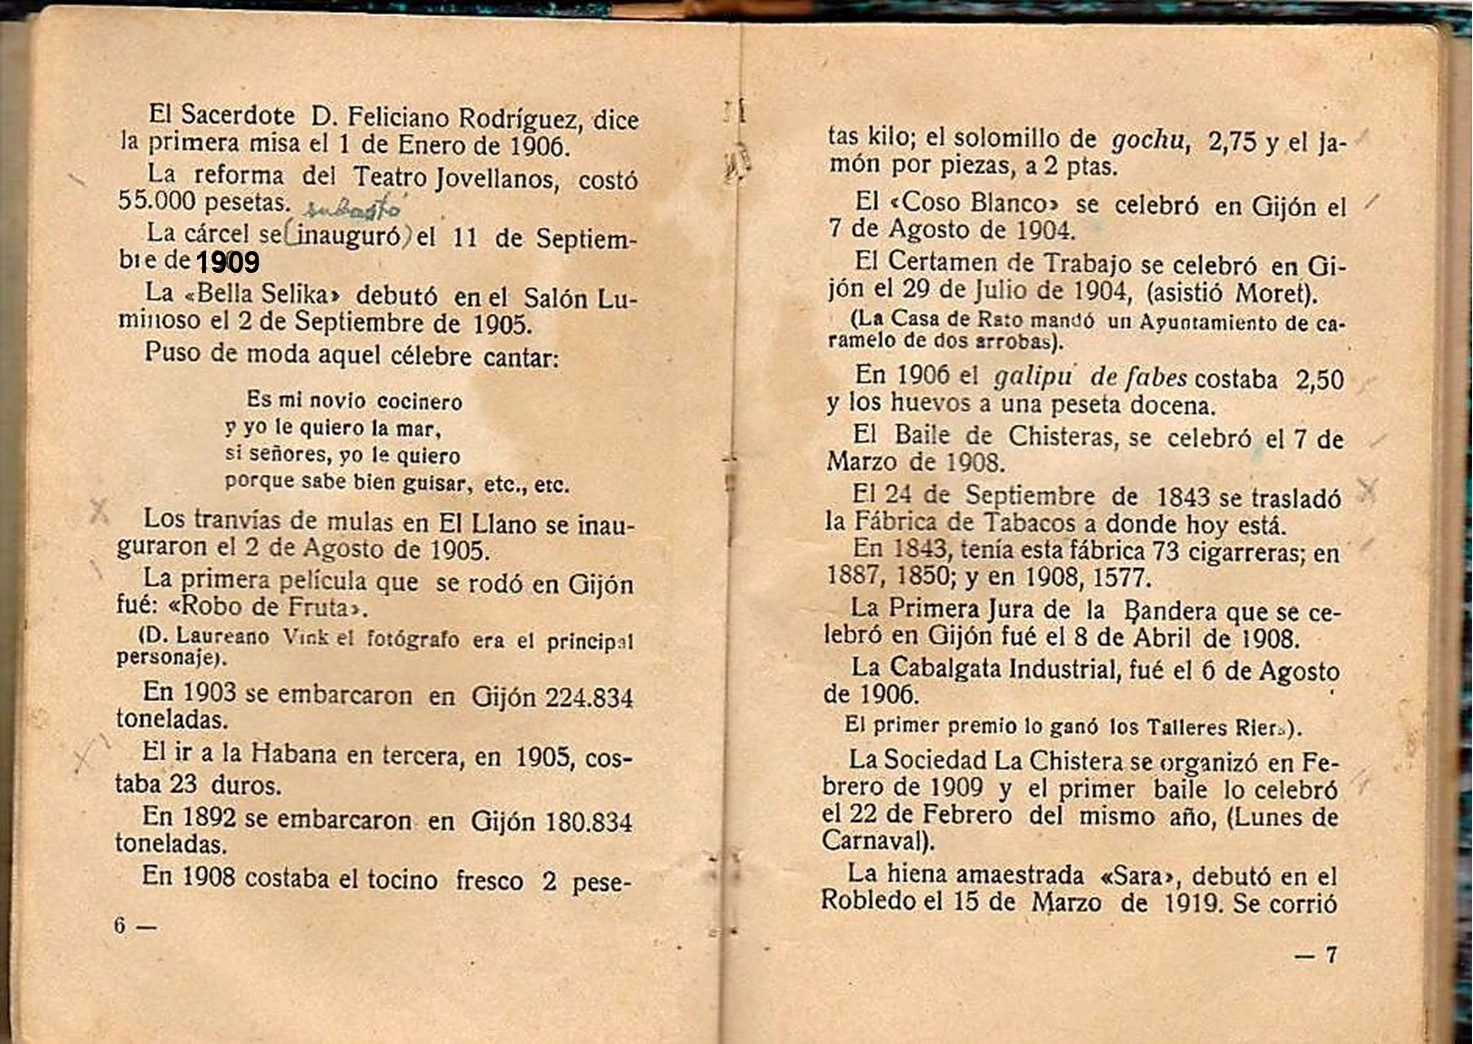 El Sacerdote D. Feliciano Rodríguez, dice
la primera misa el 1 de Enero de 1906.
La reforma del Teatro Jovellanos, costó
55.000 pesetas. subastó
La cárcel se (inauguró) el 11 de Septiem-
bre de 1909
La «Bella Selika» debutó en el Salón Lu-
minoso el 2 de Septiembre de 1905.
Puso de moda aquel célebre cantar:
Es mi novio cocinero
y yo le quiero la mar,
si señores, yo le quiero
porque sabe bien guisar, etc., etc.
Los tranvías de mulas en El Llano se inau-
guraron el 2 de Agosto de 1905.
La primera película que se rodó en Gijón
fué: «Robo de Fruta».
(D. Laureano Vink el fotógrafo era el principal
personaje).
En 1903 se embarcaron en Gijón 224.834
toneladas.
El ir a la Habana en tercera, en 1905, cos-
taba 23 duros.
En 1892 se embarcaron en Gijón 180.834
toneladas.
En 1908 costaba el tocino fresco 2 pese-
6 —
tas kilo; el solomillo de gochu, 2,75 y el ja-
món por piezas, a 2 ptas.
El «Coso Blanco» se celebró en Gijón el
7 de Agosto de 1904.
El Certamen de Trabajo se celebró en Gi-
jón el 29 de Julio de 1904, (asistió Moret).
(La Casa de Rato mandó un Ayuntamiento de ca-
ramelo de dos arrobas).
En 1906 el galipu de fabes costaba 2,50
y los huevos a una peseta docena.
El Baile de Chisteras, se celebró el 7 de
Marzo de 1908.
El 24 de Septiembre de 1843 se trasladó
la Fábrica de Tabacos a donde hoy está.
En 1843, tenía esta fábrica 73 cigarreras; en
1887, 1850; y en 1908, 1577.
La Primera Jura de la Bandera que se ce-
lebró en Gijón fué el 8 de Abril de 1908.
La Cabalgata Industrial, fué el 6 de Agosto
de 1906.
El primer premio lo ganó los Talleres Riera).
La Sociedad La Chistera se organizó en Fe-
brero de 1909 y el primer baile lo celebró
el 22 de Febrero del mismo año, (Lunes de
Carnaval).
La hiena amaestrada «Sara», debutó en el
Robledo el 15 de Marzo de 1919. Se corrió
— 7